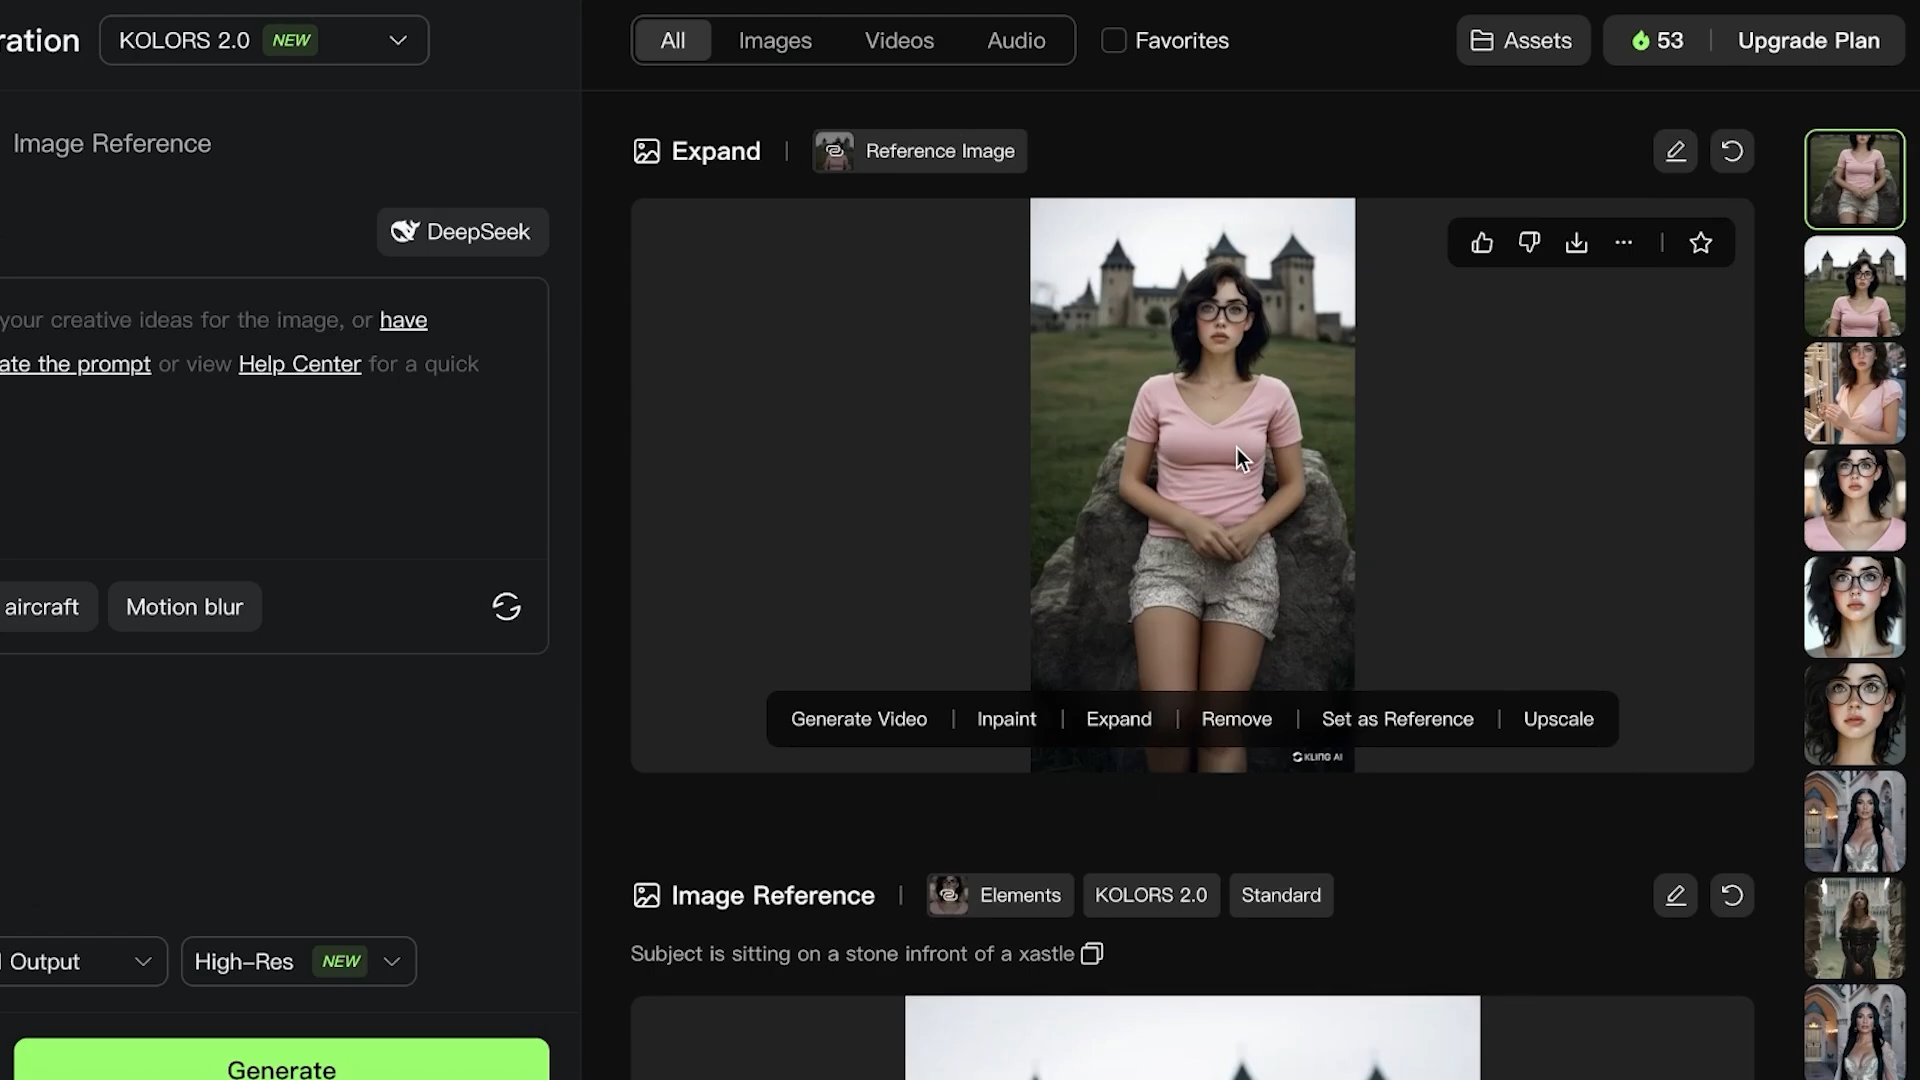 ration
KOLORS 2.0 NEW
All Images Videos Audio Favorites
Assets 53 Upgrade Plan
Image Reference
DeepSeek
your creative ideas for the image, or have
ate the prompt or view Help Center for a quick
aircraft Motion blur
Output High-Res NEW
Generate
Expand Reference Image
Generate Video Inpaint Expand Remove Set as Reference Upscale
KLING AI
Image Reference Elements KOLORS 2.0 Standard
Subject is sitting on a stone infront of a xastle